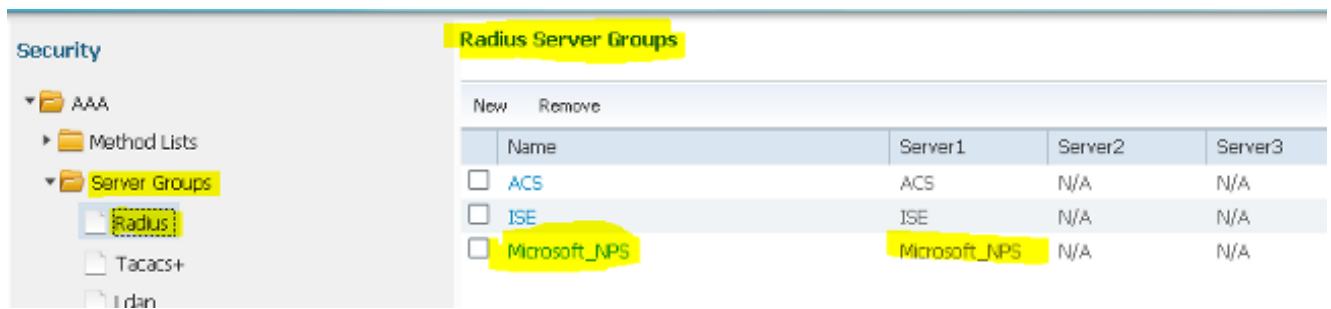 Security
AAA
Method Lists
Server Groups
Radius
Tacacs+
Ldap
Radius Server Groups
New Remove
Name Server1 Server2 Server3
ACS ACS N/A N/A
ISE ISE N/A N/A
Microsoft_NPS Microsoft_NPS N/A N/A